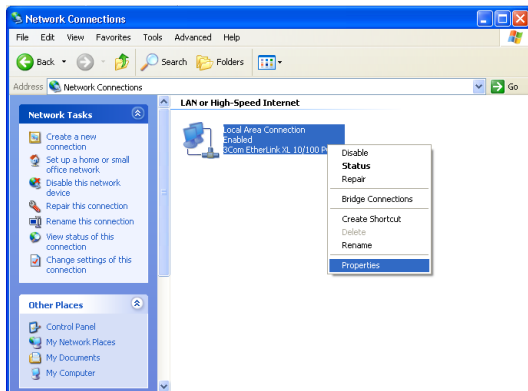 Network Connections
File Edit View Favorites Tools Advanced Help
Back Search Folders
Address Network Connections Go
Network Tasks
Create a new
connection
Set up a home or small
office network
Disable this network
device
Repair this connection
Rename this connection
View status of this
connection
Change settings of this
connection
Other Places
Control Panel
My Network Places
My Documents
My Computer
LAN or High-Speed Internet
Local Area Connection
Enabled
3Com EtherLink XL 10/100
Disable
Status
Repair
Bridge Connections
Create Shortcut
Delete
Rename
Properties